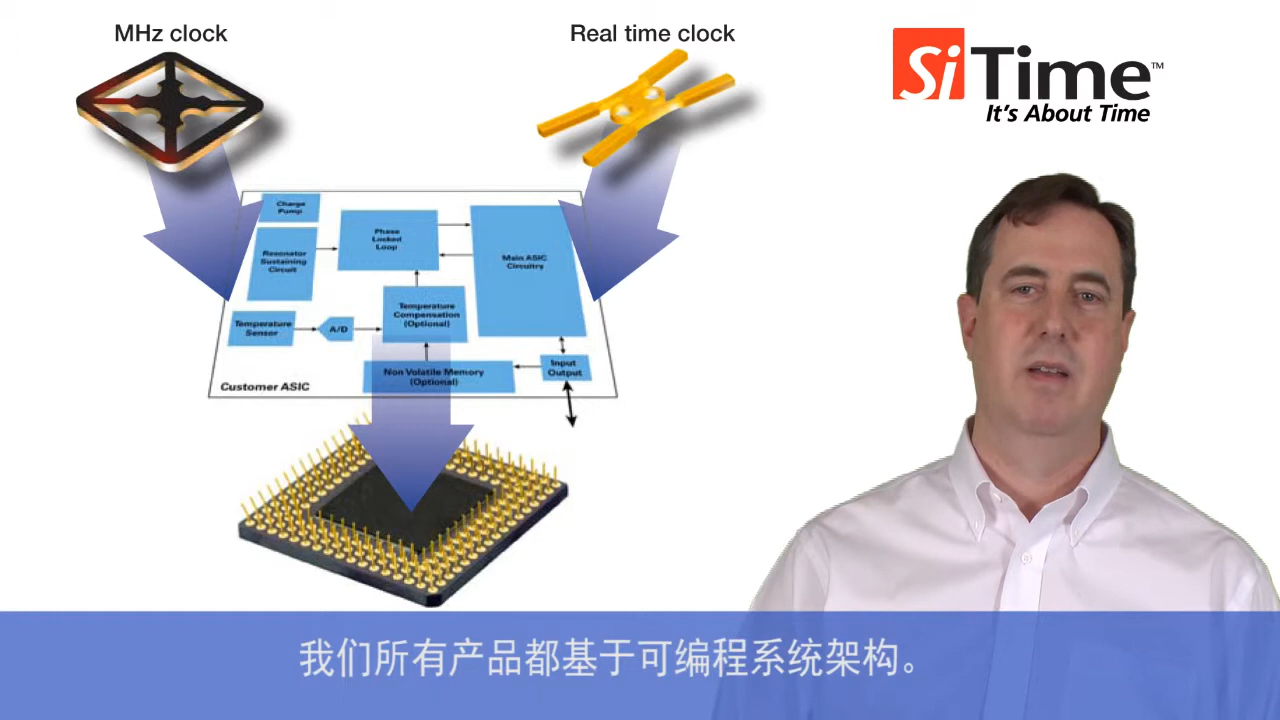 MHz clock
Real time clock
SiTime™
It's About Time
Charge
Pump
Resonator
Sustaining
Circuit
Phase
Locked
Loop
Main ASIC
Circuitry
Temperature
Sensor
A/D
Temperature
Compensation
(Optional)
Non Volatile Memory
(Optional)
Input
Output
Customer ASIC
我们所有产品都基于可编程系统架构。